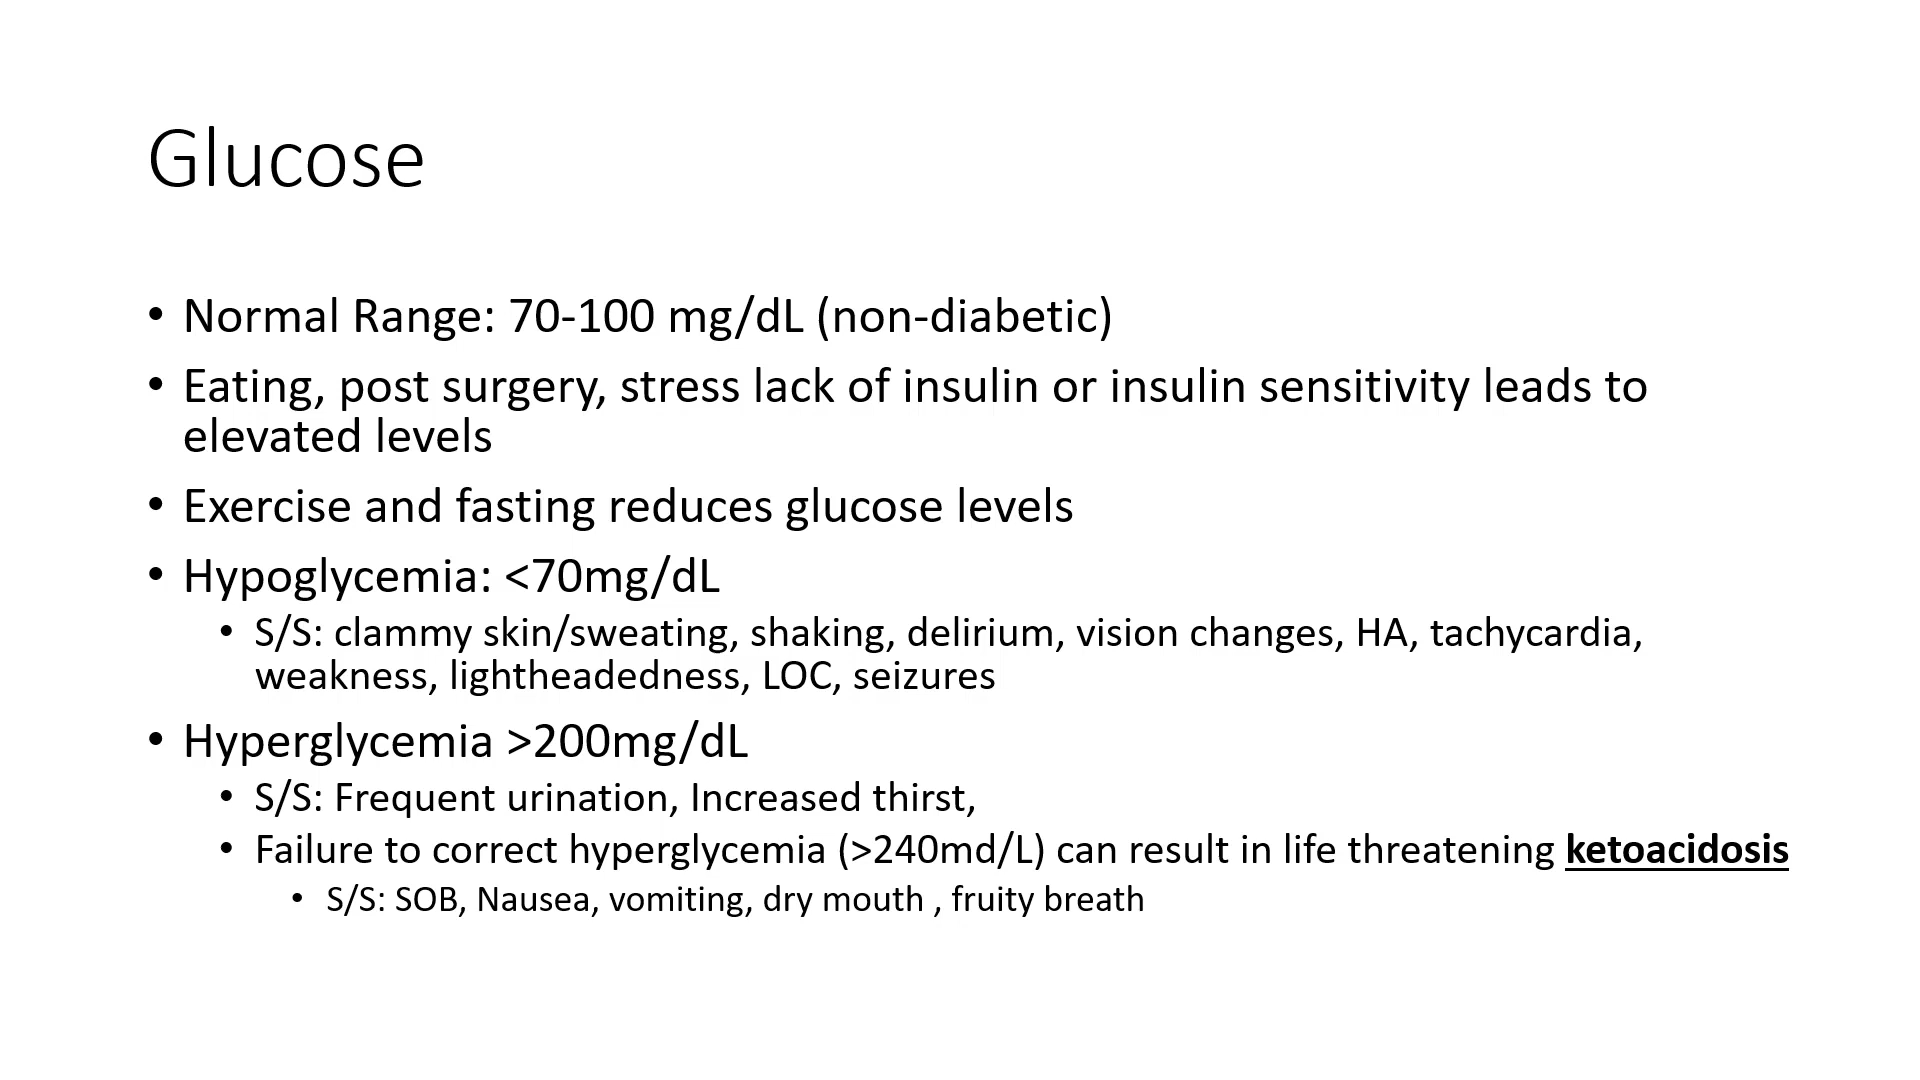 Glucose
• Normal Range: 70-100 mg/dL (non-diabetic)
• Eating, post surgery, stress lack of insulin or insulin sensitivity leads to
elevated levels
• Exercise and fasting reduces glucose levels
• Hypoglycemia: <70mg/dL
• S/S: clammy skin/sweating, shaking, delirium, vision changes, HA, tachycardia,
weakness, lightheadedness, LOC, seizures
• Hyperglycemia >200mg/dL
• S/S: Frequent urination, Increased thirst,
• Failure to correct hyperglycemia (>240md/L) can result in life threatening ketoacidosis
• S/S: SOB, Nausea, vomiting, dry mouth , fruity breath